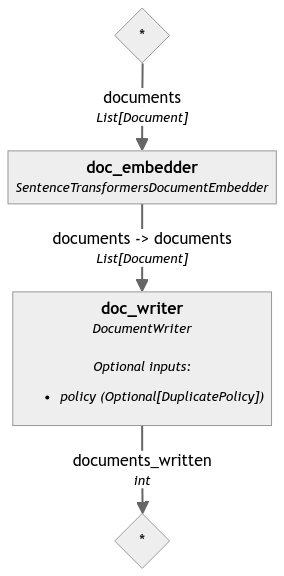 *
documents
List[Document]
doc_embedder
SentenceTransformersDocumentEmbedder
documents -> documents
List[Document]
doc_writer
DocumentWriter
Optional inputs:
• policy (Optional[DuplicatePolicy])
documents_written
int
*